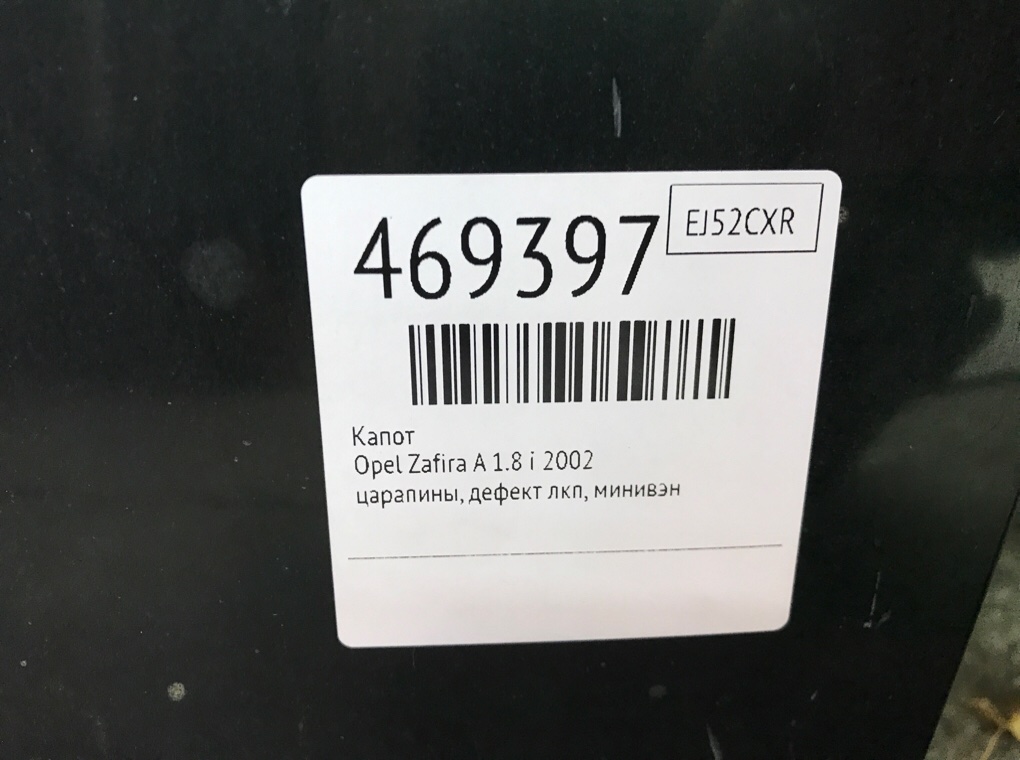 469397
EJ52CXR
Капот
Opel Zafira A 1.8 i 2002
царапины, дефект лкп, минивэн